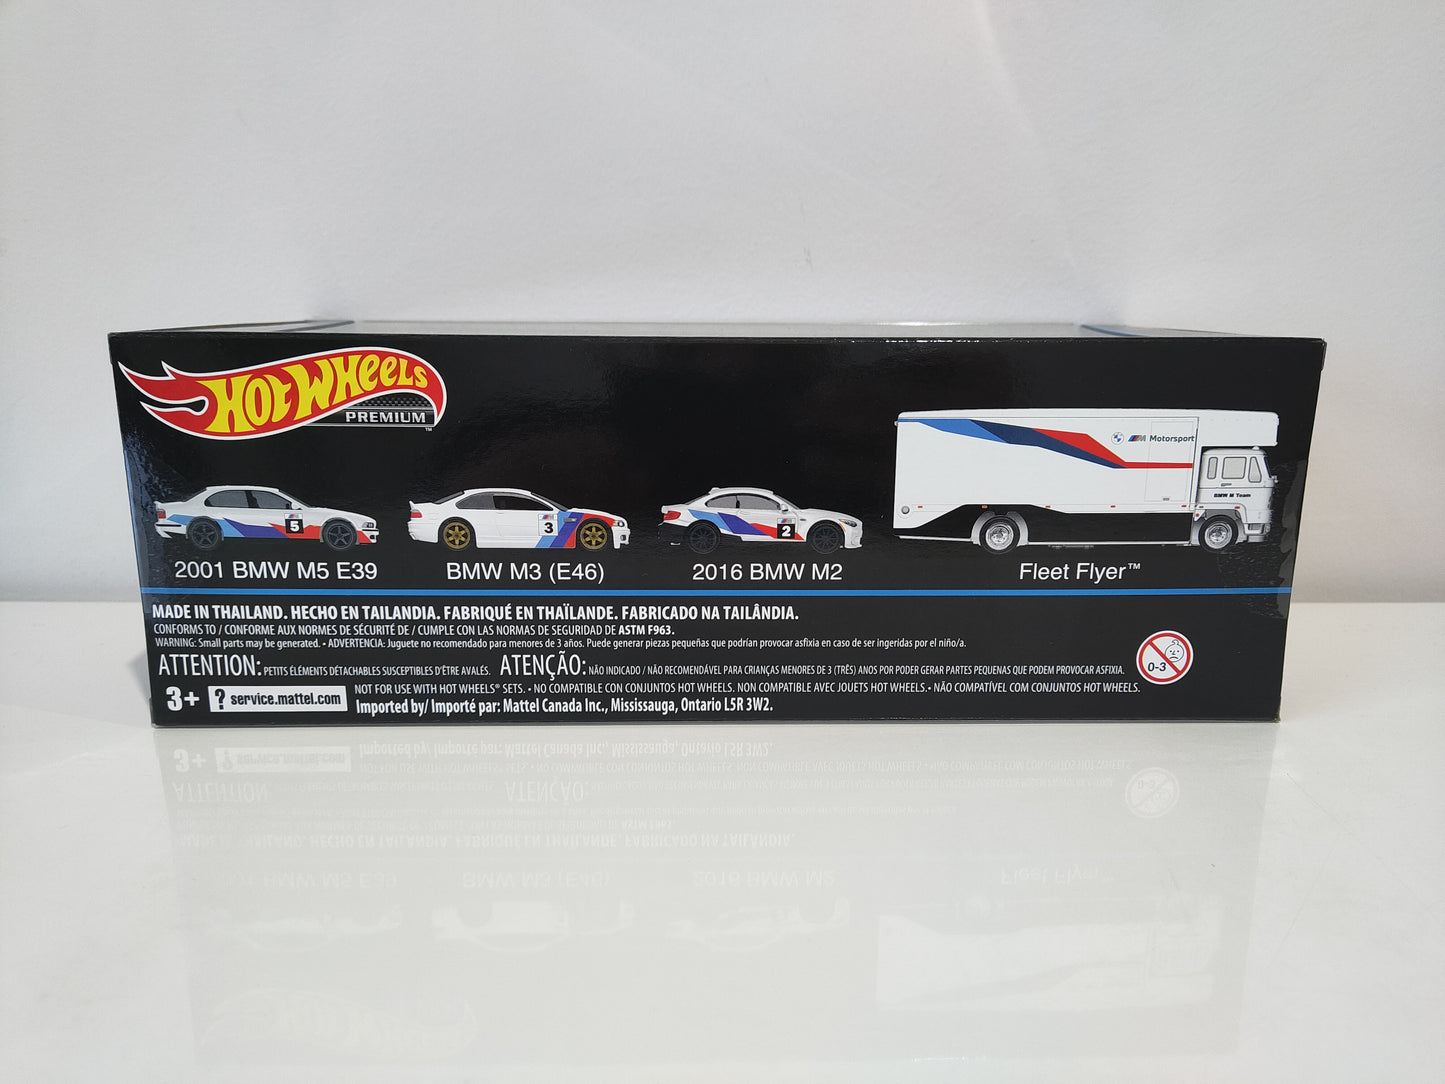 HOT WHEELS
PREMIUM™
BMW M Motorsport
BMW M Team
5
3
2
2001 BMW M5 E39
BMW M3 (E46)
2016 BMW M2
Fleet Flyer™
MADE IN THAILAND. HECHO EN TAILANDIA. FABRIQUÉ EN THAÏLANDE. FABRICADO NA TAILÂNDIA.
CONFORMS TO / CONFORME AUX NORMES DE SÉCURITÉ DE / CUMPLE CON LAS NORMAS DE SEGURIDAD DE ASTM F963.
WARNING: Small parts may be generated. • ADVERTENCIA: Juguete no recomendado para menores de 3 años. Puede generar piezas pequeñas que podrían provocar asfixia en caso de ser ingeridas por el niño/a.
ATTENTION: PETITS ÉLÉMENTS DÉTACHABLES SUSCEPTIBLES D'ÊTRE AVALÉS. ATENÇÃO: NÃO INDICADO / NÃO RECOMENDÁVEL PARA CRIANÇAS MENORES DE 3 (TRÊS) ANOS POR PODER GERAR PARTES PEQUENAS QUE PODEM PROVOCAR ASFIXIA.
0-3
3+ ? service.mattel.com
NOT FOR USE WITH HOT WHEELS® SETS. • NO COMPATIBLE CON CONJUNTOS HOT WHEELS. NON COMPATIBLE AVEC JOUETS HOT WHEELS. • NÃO COMPATÍVEL COM CONJUNTOS HOT WHEELS.
Imported by/ Importé par: Mattel Canada Inc., Mississauga, Ontario L5R 3W2.